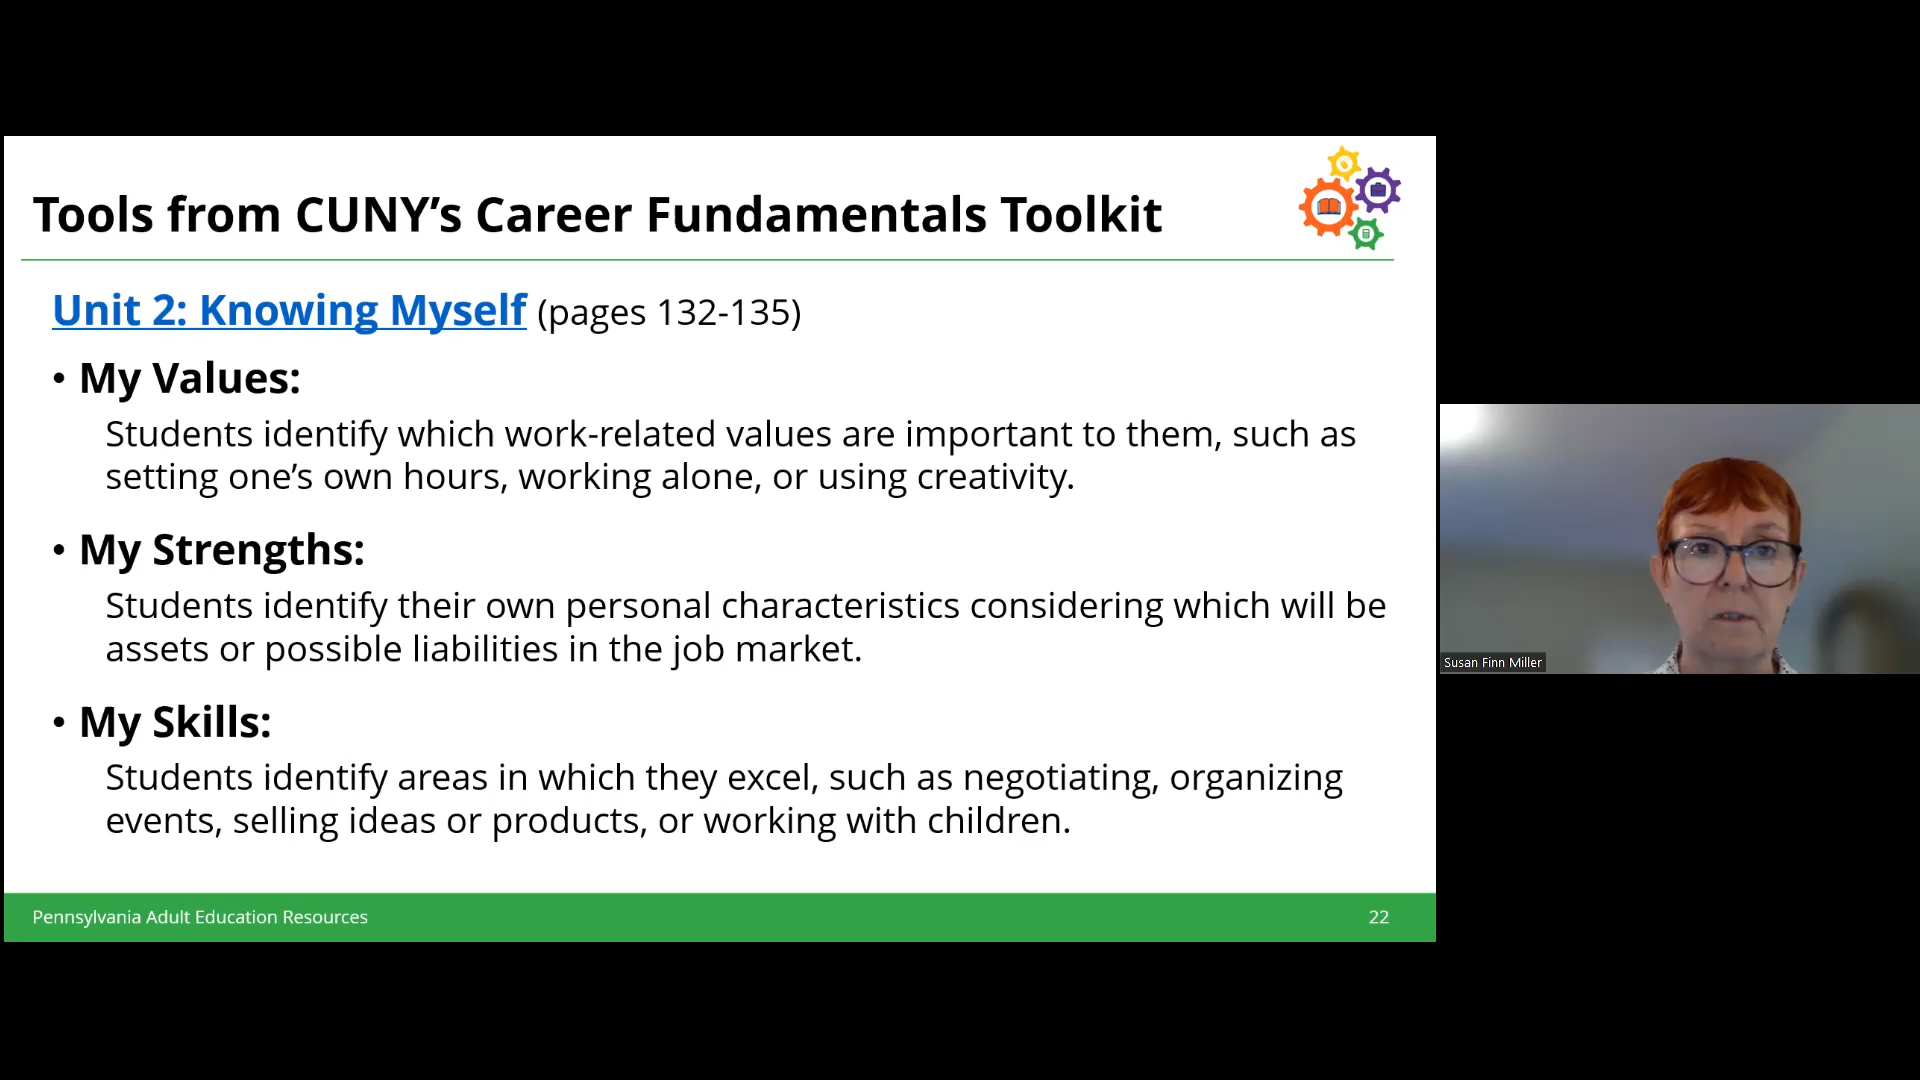 Tools from CUNY’s Career Fundamentals Toolkit
Unit 2: Knowing Myself (pages 132-135)
• My Values:
Students identify which work-related values are important to them, such as
setting one’s own hours, working alone, or using creativity.
• My Strengths:
Students identify their own personal characteristics considering which will be
assets or possible liabilities in the job market.
• My Skills:
Students identify areas in which they excel, such as negotiating, organizing
events, selling ideas or products, or working with children.
Pennsylvania Adult Education Resources
22
Susan Finn Miller